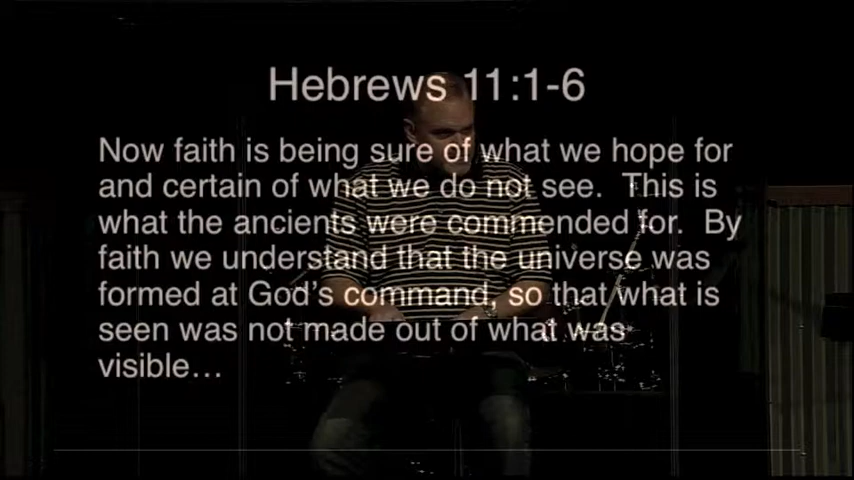 Hebrews 11:1-6
Now faith is being sure of what we hope for
and certain of what we do not see.  This is
what the ancients were commended for.  By
faith we understand that the universe was
formed at God’s command, so that what is
seen was not made out of what was
visible…